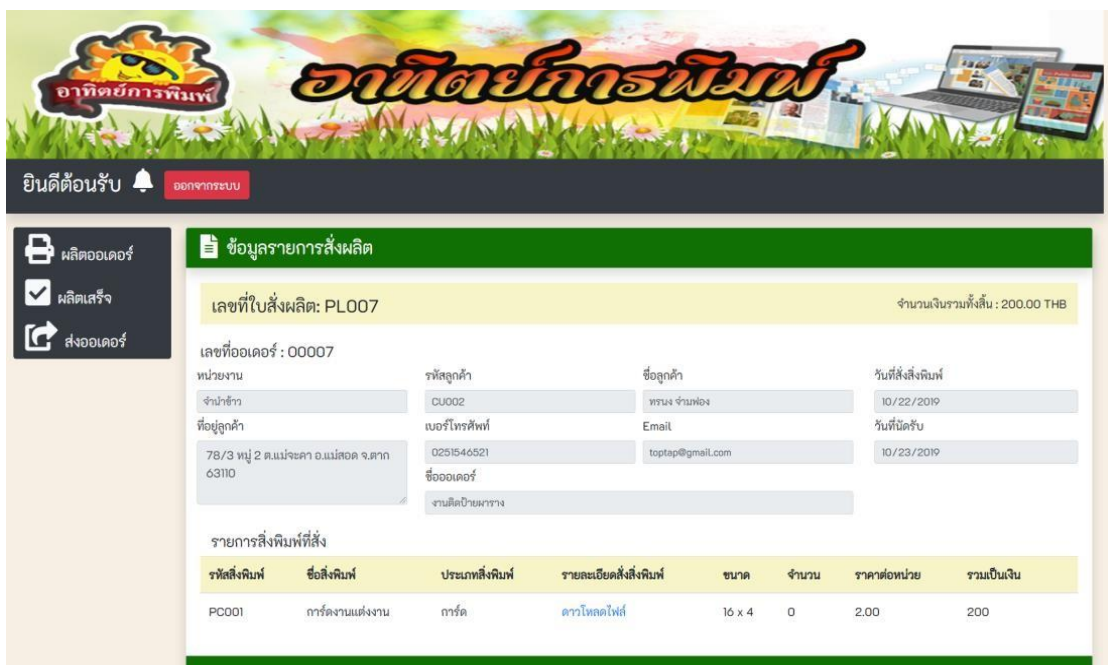 อาทิตย์การพิมพ์
อาทิตย์การพิมพ์
ยินดีต้อนรับ ออกจากระบบ
ผลิตออเดอร์
ผลิตเสร็จ
ส่งออเดอร์
ข้อมูลรายการสั่งผลิต
เลขที่ใบสั่งผลิต: PL007 จำนวนเงินรวมทั้งสิ้น : 200.00 THB
เลขที่ออเดอร์ : 00007
หน่วยงาน รหัสลูกค้า ชื่อลูกค้า วันที่สั่งสิ่งพิมพ์
จำนำข้าว CU002 ทรนง จ๋ามฟอง 10/22/2019
ที่อยู่ลูกค้า เบอร์โทรศัพท์ Email วันที่นัดรับ
78/3 หมู่ 2 ต.แม่จะคา อ.แม่สอด จ.ตาก 63110 0251546521 toptap@gmail.com 10/23/2019
ชื่อออเดอร์
งานติดป้ายผาราง
รายการสิ่งพิมพ์ที่สั่ง
รหัสสิ่งพิมพ์ ชื่อสิ่งพิมพ์ ประเภทสิ่งพิมพ์ รายละเอียดสั่งสิ่งพิมพ์ ขนาด จำนวน ราคาต่อหน่วย รวมเป็นเงิน
PC001 การ์ดงานแต่งงาน การ์ด ดาวโหลดไฟล์ 16 x 4 0 2.00 200